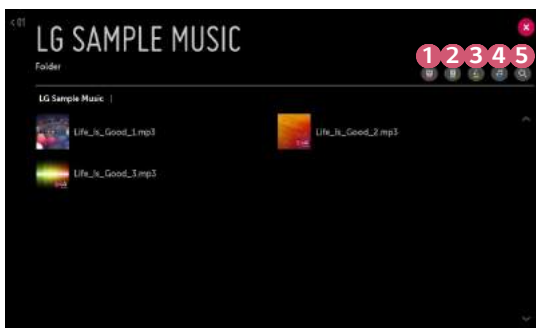 < 01
LG SAMPLE MUSIC
Folder
1 2 3 4 5
LG Sample Music
Life_Is_Good_1.mp3
Life_Is_Good_2.mp3
Life_Is_Good_3.mp3